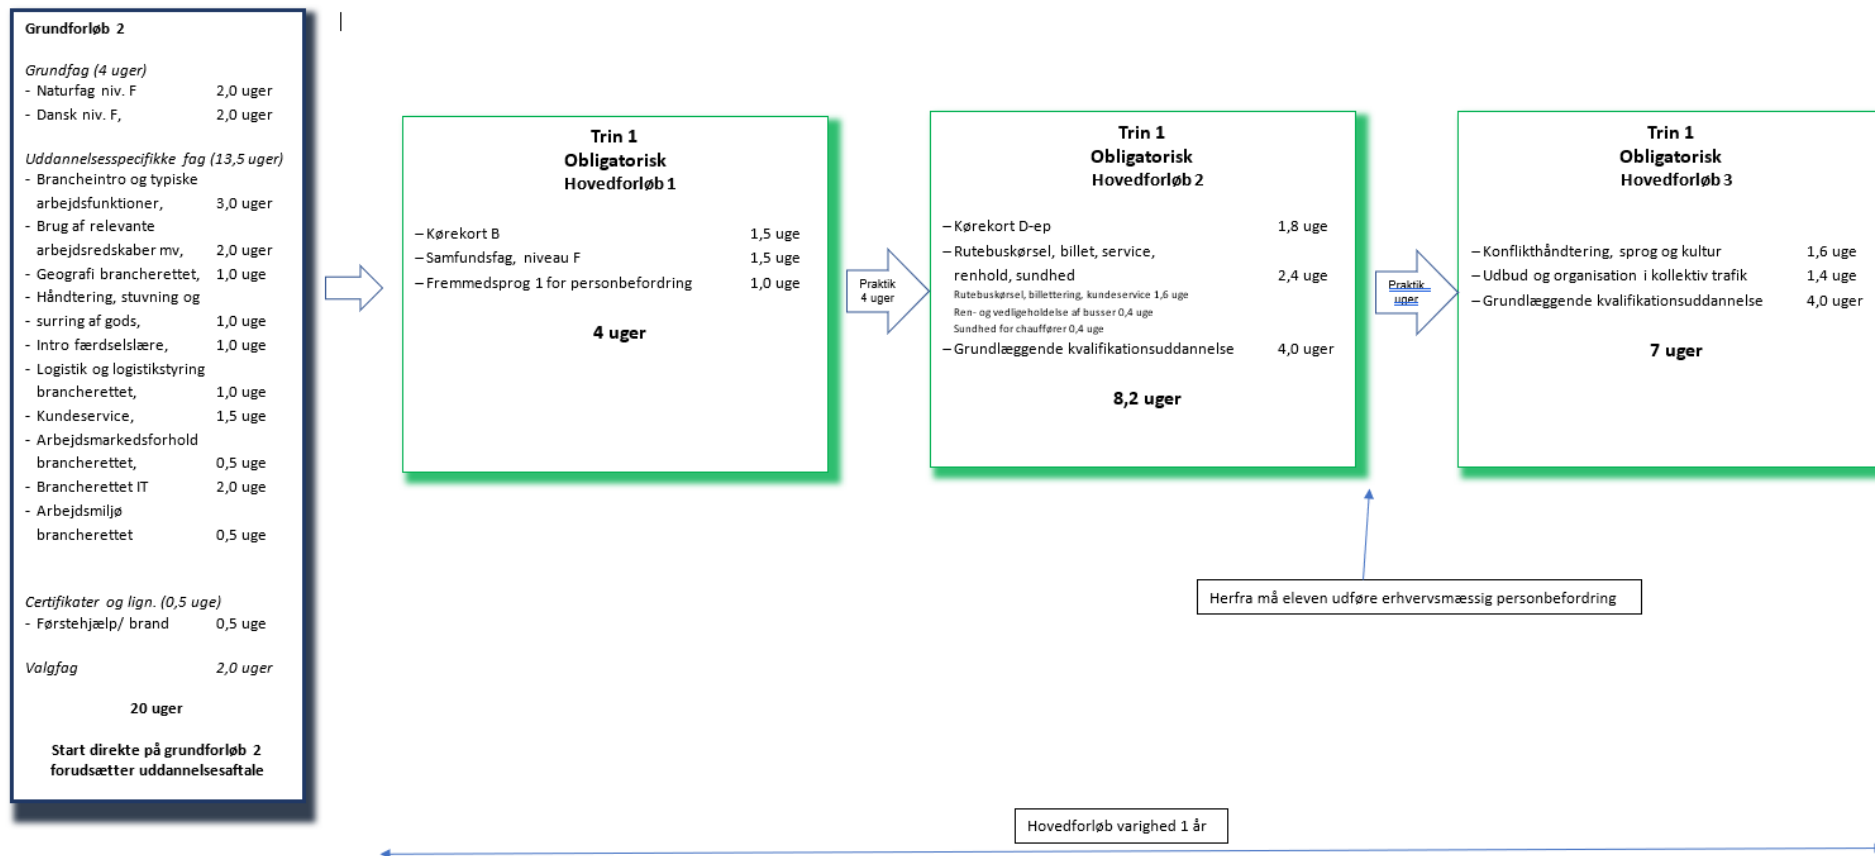 Grundforløb 2
Grundfag (4 uger)
- Naturfag niv. F 2,0 uger
- Dansk niv. F, 2,0 uger
Uddannelsesspecifikke fag (13,5 uger)
- Brancheintro og typiske
arbejdsfunktioner, 3,0 uger
- Brug af relevante
arbejdsredskaber mv, 2,0 uger
- Geografi brancherettet, 1,0 uge
- Håndtering, stuvning og
- surring af gods, 1,0 uge
- Intro færdselslære, 1,0 uge
- Logistik og logistikstyring
brancherettet, 1,0 uge
- Kundeservice, 1,5 uge
- Arbejdsmarkedsforhold
brancherettet, 0,5 uge
- Brancherettet IT 2,0 uge
- Arbejdsmiljø
brancherettet 0,5 uge
Certifikater og lign. (0,5 uge)
- Førstehjælp/ brand 0,5 uge
Valgfag 2,0 uger
20 uger
Start direkte på grundforløb 2
forudsætter uddannelsesaftale
Trin 1
Obligatorisk
Hovedforløb 1
– Kørekort B 1,5 uge
– Samfundsfag, niveau F 1,5 uge
– Fremmedsprog 1 for personbefordring 1,0 uge
4 uger
Praktik
4 uger
Trin 1
Obligatorisk
Hovedforløb 2
– Kørekort D-ep 1,8 uge
– Rutebuskørsel, billet, service,
renhold, sundhed 2,4 uge
Rutebuskørsel, billettering, kundeservice 1,6 uge
Ren- og vedligeholdelse af busser 0,4 uge
Sundhed for chauffører 0,4 uge
– Grundlæggende kvalifikationsuddannelse 4,0 uger
8,2 uger
Praktik
uger
Trin 1
Obligatorisk
Hovedforløb 3
– Konflikthåndtering, sprog og kultur 1,6 uge
– Udbud og organisation i kollektiv trafik 1,4 uge
– Grundlæggende kvalifikationsuddannelse 4,0 uger
7 uger
Herfra må eleven udføre erhvervsmæssig personbefordring
Hovedforløb varighed 1 år